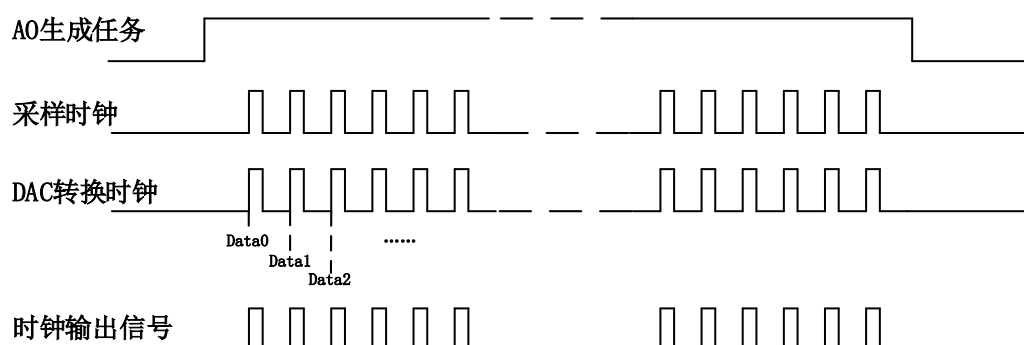 AO生成任务
采样时钟
DAC转换时钟
Data0
Data1
Data2
......
时钟输出信号